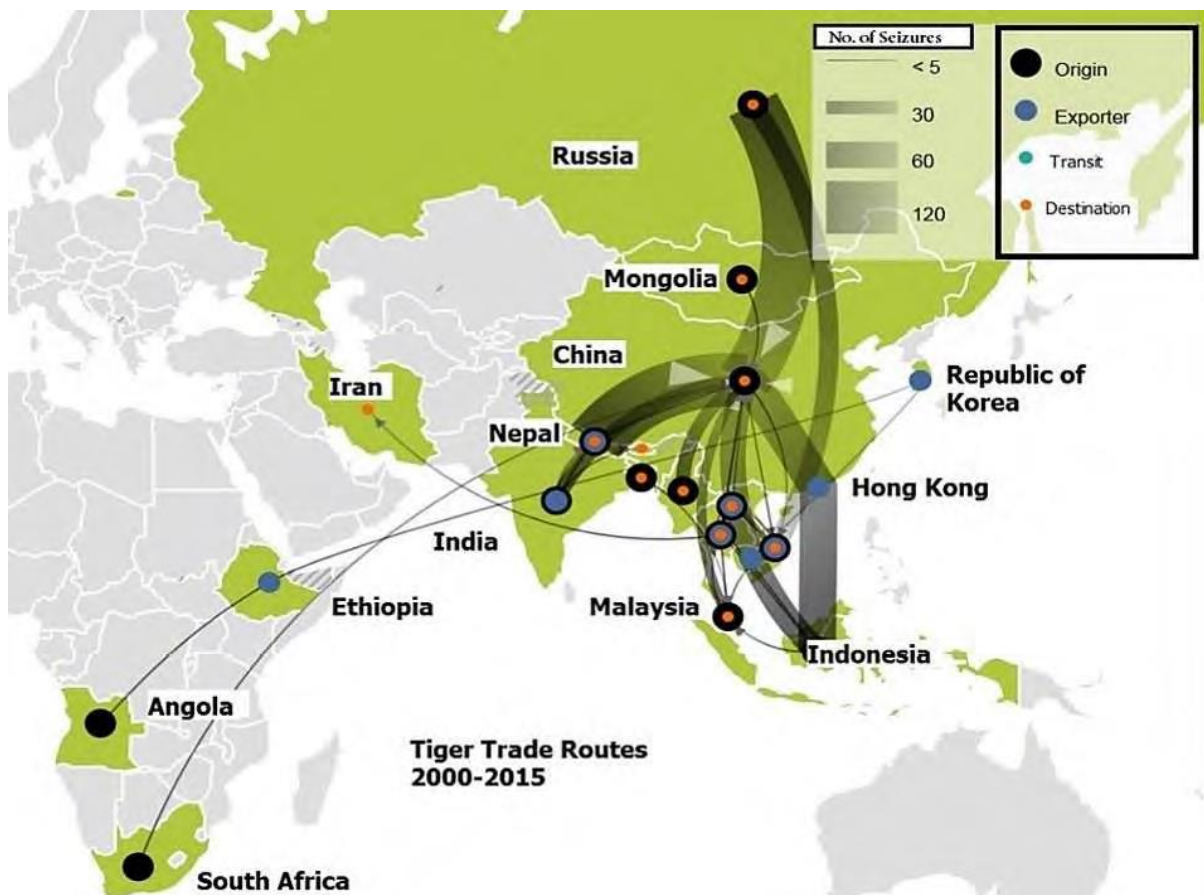 No. of Seizures
< 5
30
60
120
Origin
Exporter
Transit
Destination
Russia
Mongolia
China
Iran
Republic of
Korea
Nepal
Hong Kong
India
Ethiopia
Malaysia
Indonesia
Angola
Tiger Trade Routes
2000-2015
South Africa